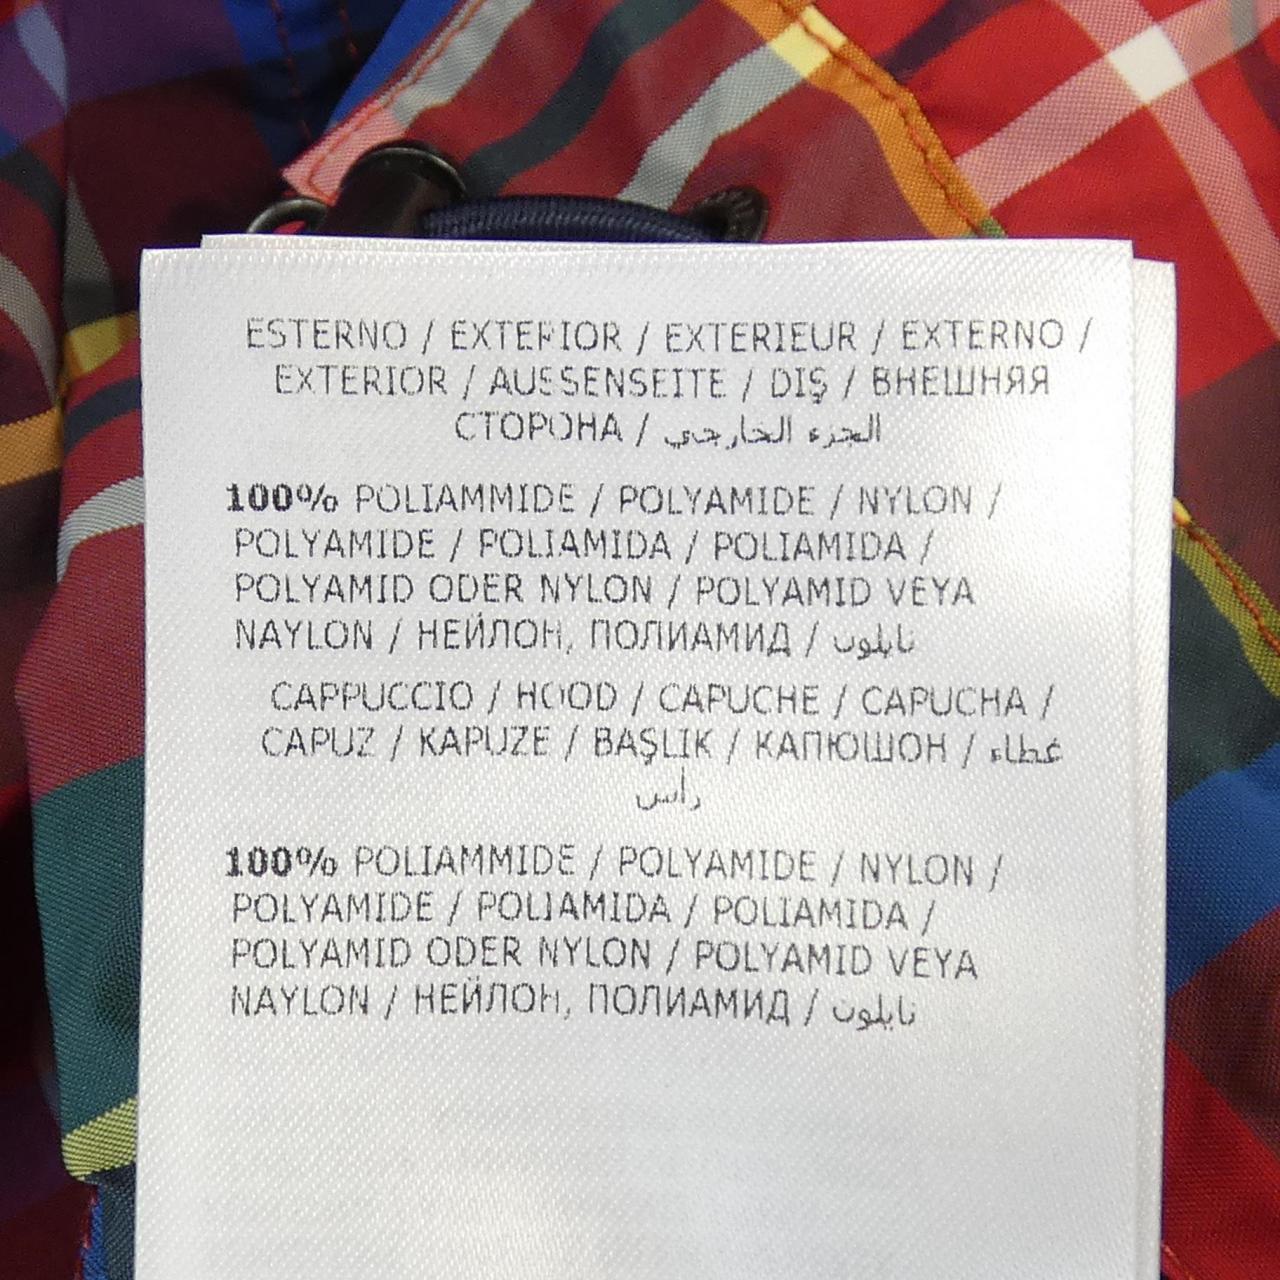 ESTERNO / EXTERIOR / EXTERIEUR / EXTERNO /
EXTERIOR / AUSSENSEITE / DIŞ / ВНЕШНЯЯ
СТОРОНА / الجزء الخارجي
100% POLIAMMIDE / POLYAMIDE / NYLON /
POLYAMIDE / POLIAMIDA / POLIAMIDA /
POLYAMID ODER NYLON / POLYAMID VEYA
NAYLON / НЕЙЛОН, ПОЛИАМИД / نايلون
CAPPUCCIO / HOOD / CAPUCHE / CAPUCHA /
CAPUZ / KAPUZE / BAŞLIK / КАПЮШОН / غطاء
رأس
100% POLIAMMIDE / POLYAMIDE / NYLON /
POLYAMIDE / POLIAMIDA / POLIAMIDA /
POLYAMID ODER NYLON / POLYAMID VEYA
NAYLON / НЕЙЛОН, ПОЛИАМИД / نايلون